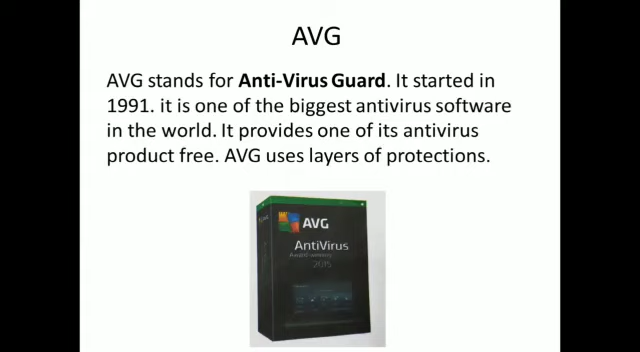 AVG
AVG stands for Anti-Virus Guard. It started in
1991. it is one of the biggest antivirus software
in the world. It provides one of its antivirus
product free. AVG uses layers of protections.
AVG
AntiVirus
2015